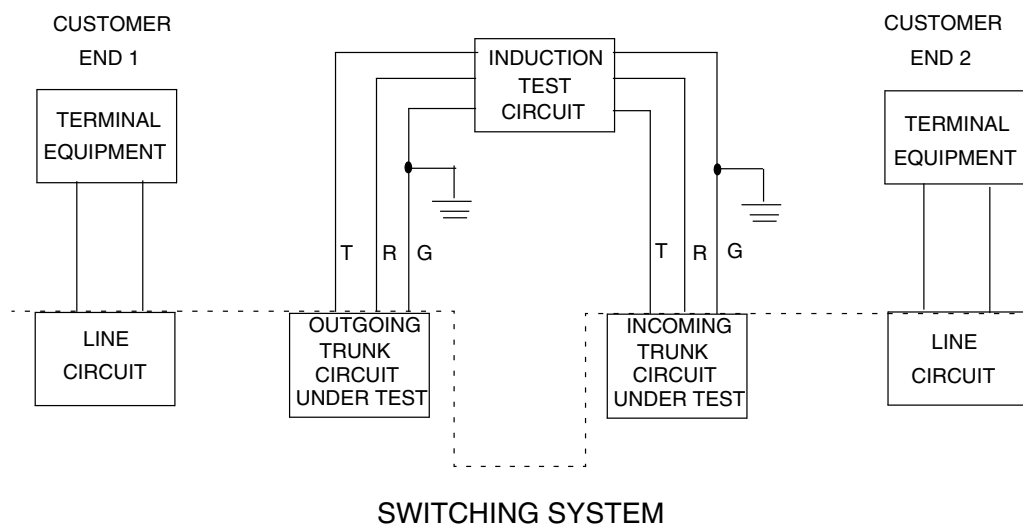 CUSTOMER
END 1
TERMINAL
EQUIPMENT
LINE
CIRCUIT
INDUCTION
TEST
CIRCUIT
T R G
OUTGOING
TRUNK
CIRCUIT
UNDER TEST
T R G
INCOMING
TRUNK
CIRCUIT
UNDER TEST
CUSTOMER
END 2
TERMINAL
EQUIPMENT
LINE
CIRCUIT
SWITCHING SYSTEM